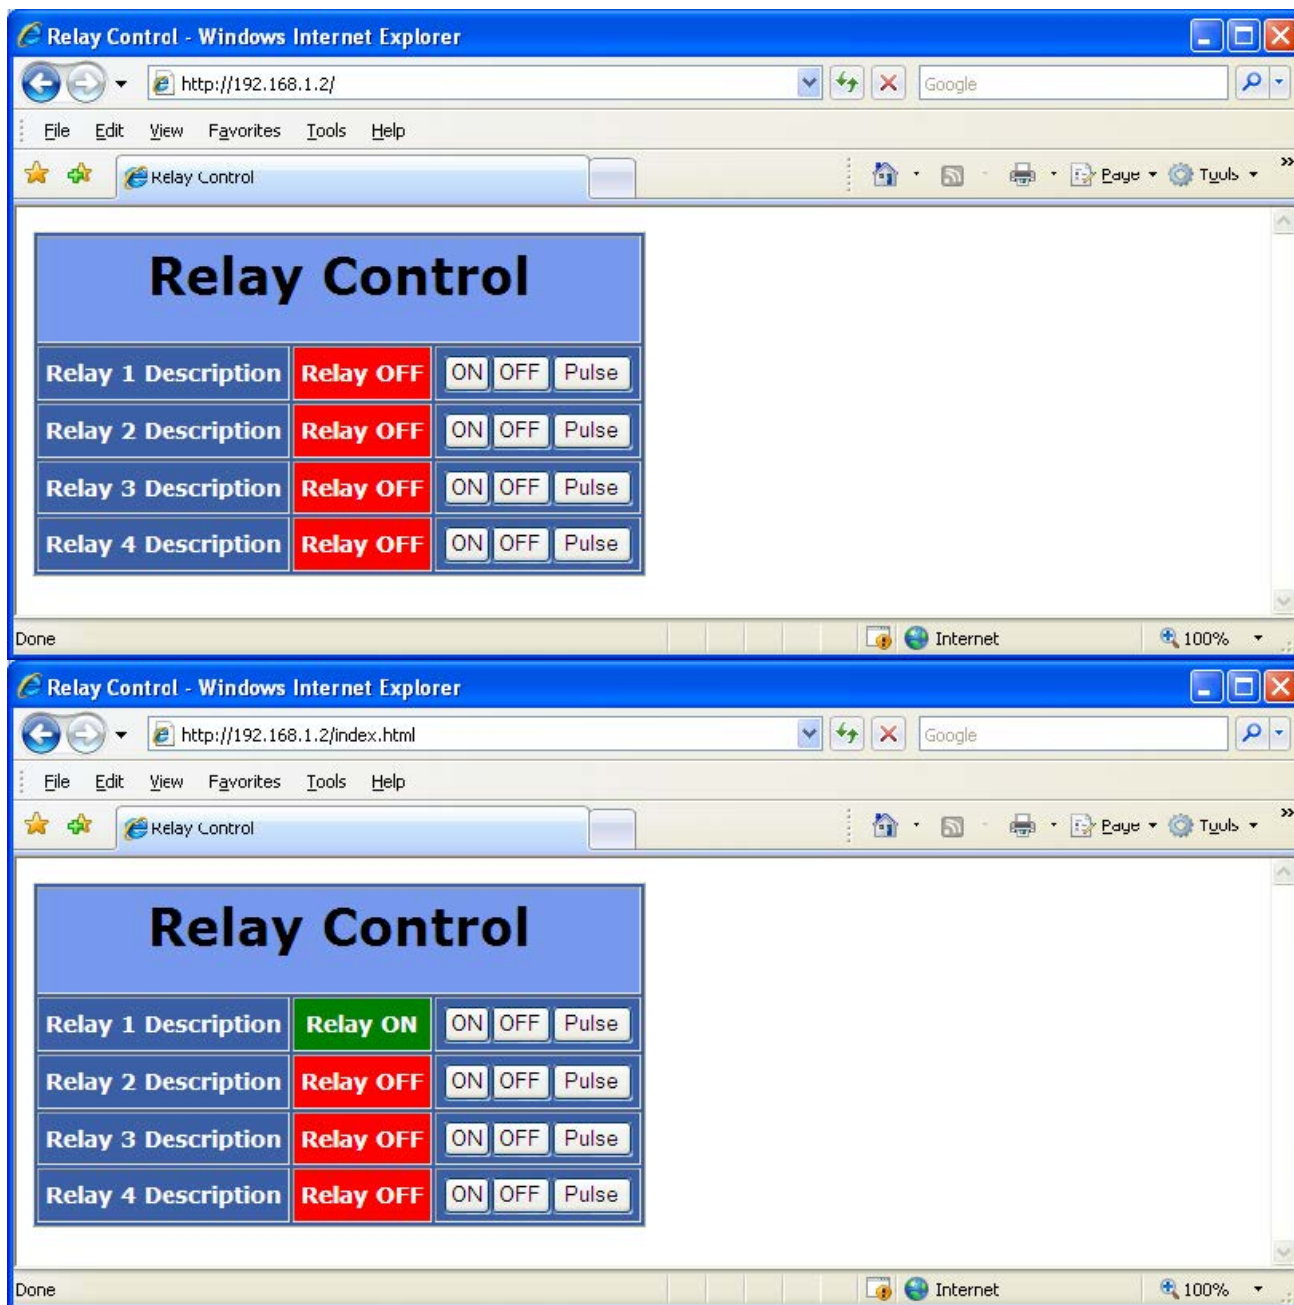 Relay Control - Windows Internet Explorer
http://192.168.1.2/
Google
File Edit View Favorites Tools Help
Relay Control
Page Tools »
Relay Control
Relay 1 Description Relay OFF ON OFF Pulse
Relay 2 Description Relay OFF ON OFF Pulse
Relay 3 Description Relay OFF ON OFF Pulse
Relay 4 Description Relay OFF ON OFF Pulse
Done Internet 100%
Relay Control - Windows Internet Explorer
http://192.168.1.2/index.html
Google
File Edit View Favorites Tools Help
Relay Control
Page Tools »
Relay Control
Relay 1 Description Relay ON ON OFF Pulse
Relay 2 Description Relay OFF ON OFF Pulse
Relay 3 Description Relay OFF ON OFF Pulse
Relay 4 Description Relay OFF ON OFF Pulse
Done Internet 100%